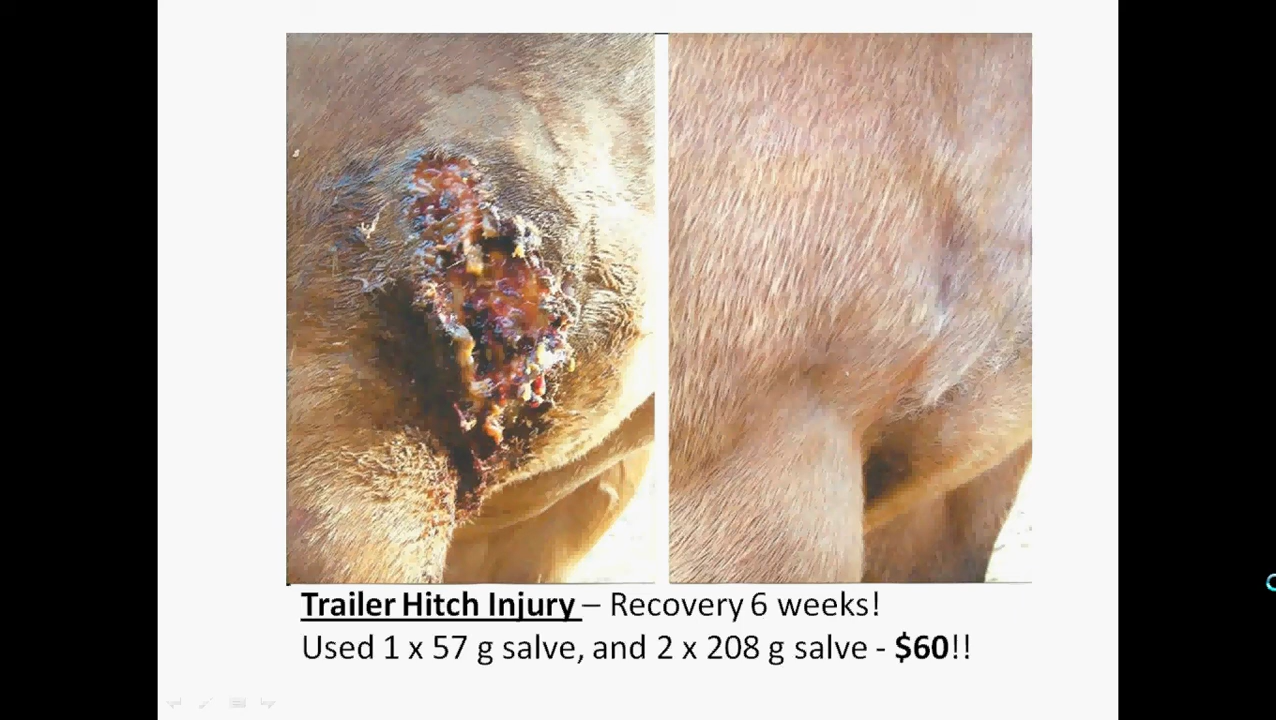 Trailer Hitch Injury – Recovery 6 weeks!
Used 1 x 57 g salve, and 2 x 208 g salve - $60!!